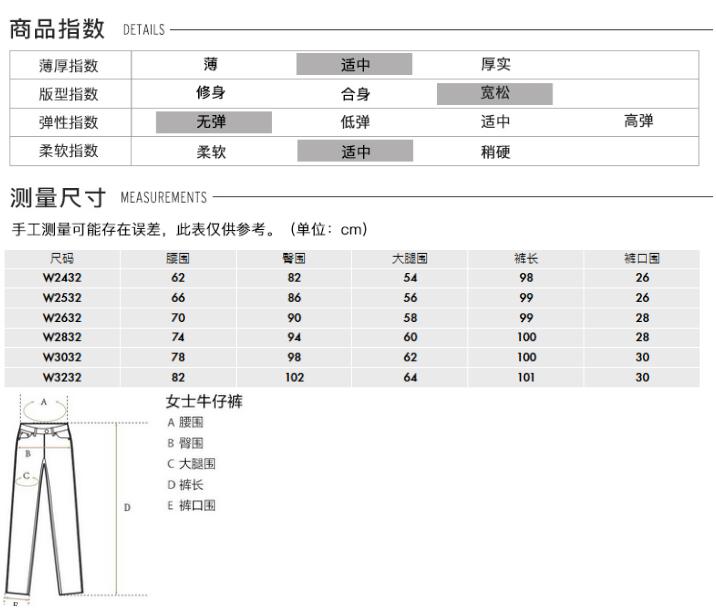 商品指数 DETAILS
薄厚指数 薄 适中 厚实
版型指数 修身 合身 宽松
弹性指数 无弹 低弹 适中 高弹
柔软指数 柔软 适中 稍硬
测量尺寸 MEASUREMENTS
手工测量可能存在误差，此表仅供参考。（单位：cm）
尺码 腰围 臀围 大腿围 裤长 裤口围
W2432 62 82 54 98 26
W2532 66 86 56 99 26
W2632 70 90 58 99 28
W2832 74 94 60 100 28
W3032 78 98 62 100 30
W3232 82 102 64 101 30
女士牛仔裤
A 腰围
B 臀围
C 大腿围
D 裤长
E 裤口围
A
B
C
D
E